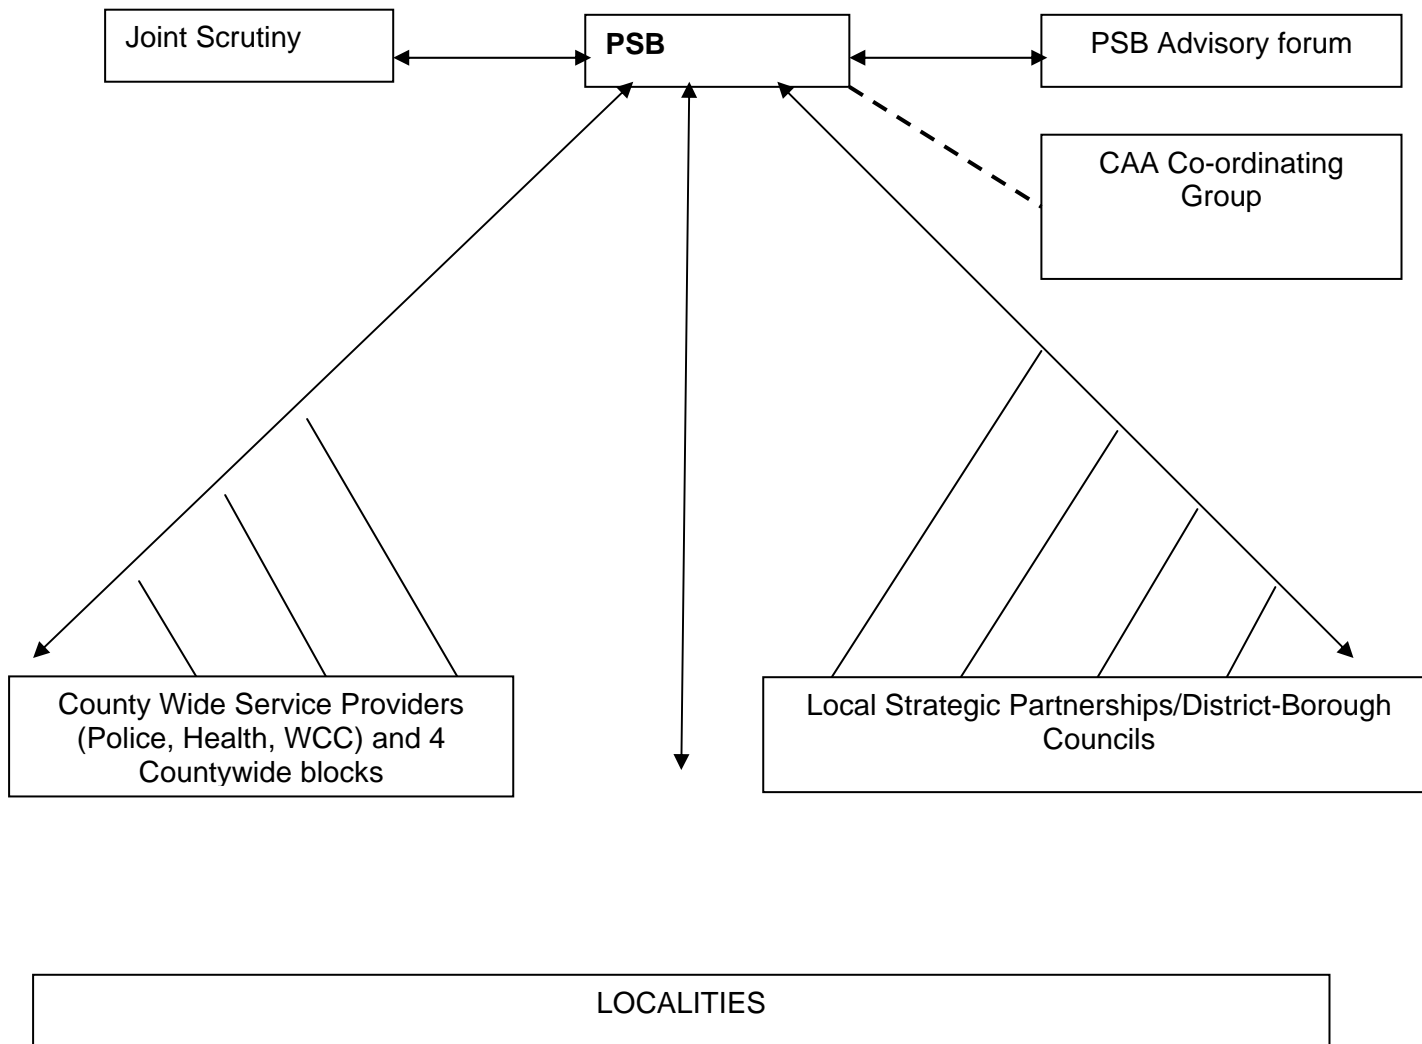 Joint Scrutiny
PSB
PSB Advisory forum
CAA Co-ordinating
Group
County Wide Service Providers
(Police, Health, WCC) and 4
Countywide blocks
Local Strategic Partnerships/District-Borough
Councils
LOCALITIES